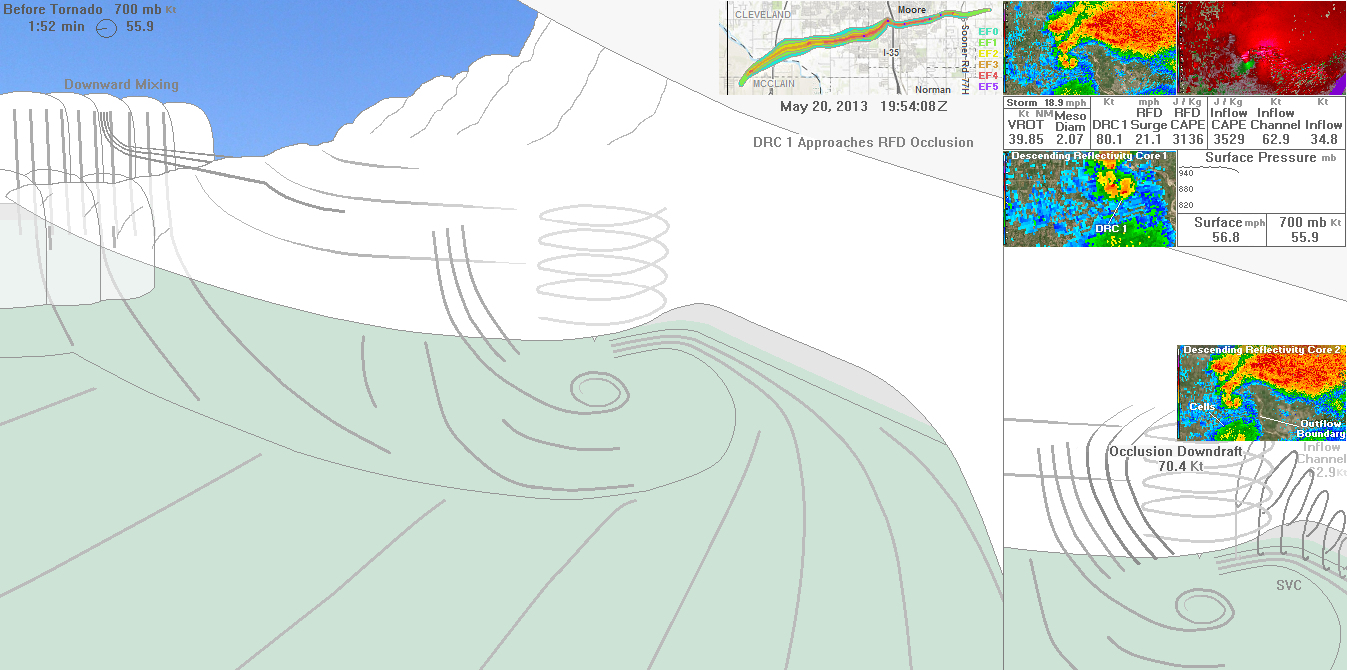 Before Tornado 700 mb Kt
1:52 min 55.9
Downward Mixing
CLEVELAND
Moore
I-35
Sooner Rd
77H
MCCLAIN
Norman
EF0
EF1
EF2
EF3
EF4
EF5
May 20, 2013 19:54:08Z
DRC 1 Approaches RFD Occlusion
Storm 18.9 mph
Kt NM
VROT Meso Diam
39.85 2.07
Kt mph J / Kg
DRC 1 RFD Surge RFD CAPE
80.1 21.1 3136
J / Kg Kt Kt
Inflow CAPE Inflow Channel Inflow
3529 62.9 34.8
Descending Reflectivity Core 1
DRC 1
Surface Pressure mb
940
880
820
Surface mph 700 mb Kt
56.8 55.9
Descending Reflectivity Core 2
Cells
Outflow
Boundary
Occlusion Downdraft
70.4 Kt
Inflow
Channel
62.9 Kt
SVC